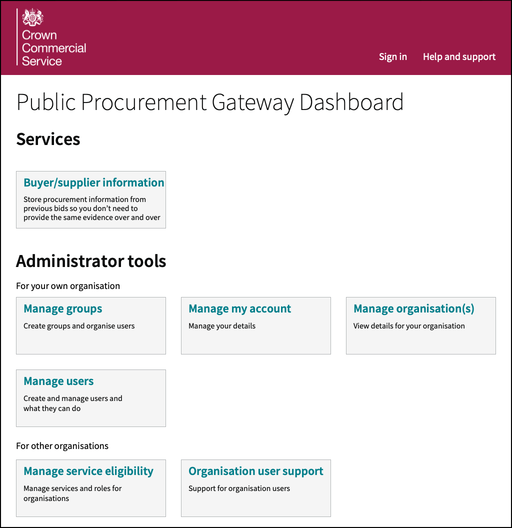 Crown
Commercial
Service
Sign in
Help and support
Public Procurement Gateway Dashboard
Services
Buyer/supplier information
Store procurement information from
previous bids so you don't need to
provide the same evidence over and over
Administrator tools
For your own organisation
Manage groups
Create groups and organise users
Manage my account
Manage your details
Manage organisation(s)
View details for your organisation
Manage users
Create and manage users and
what they can do
For other organisations
Manage service eligibility
Manage services and roles for
organisations
Organisation user support
Support for organisation users